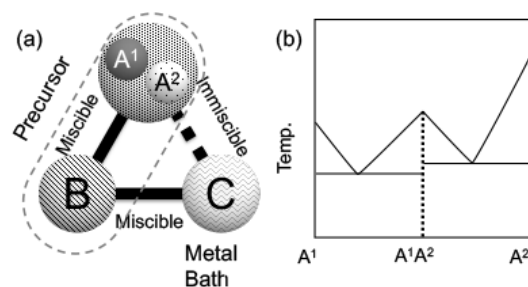 (a)
A¹
A²
Precursor
Miscible
Immiscible
B
C
Miscible
Metal
Bath
(b)
Temp.
A¹
A¹A²
A²